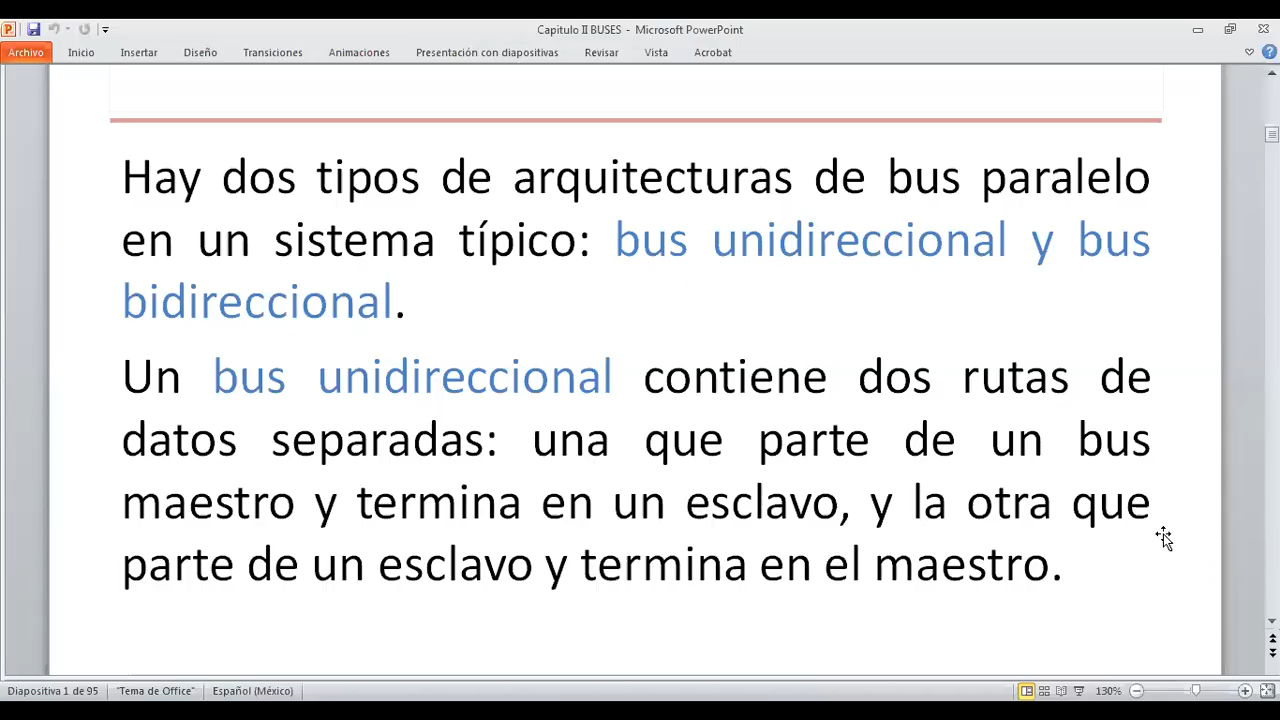 Capitulo II BUSES - Microsoft PowerPoint
Archivo Inicio Insertar Diseño Transiciones Animaciones Presentación con diapositivas Revisar Vista Acrobat
Hay dos tipos de arquitecturas de bus paralelo
en un sistema típico: bus unidireccional y bus
bidireccional.
Un bus unidireccional contiene dos rutas de
datos separadas: una que parte de un bus
maestro y termina en un esclavo, y la otra que
parte de un esclavo y termina en el maestro.
Diapositiva 1 de 95 "Tema de Office" Español (México) 130%